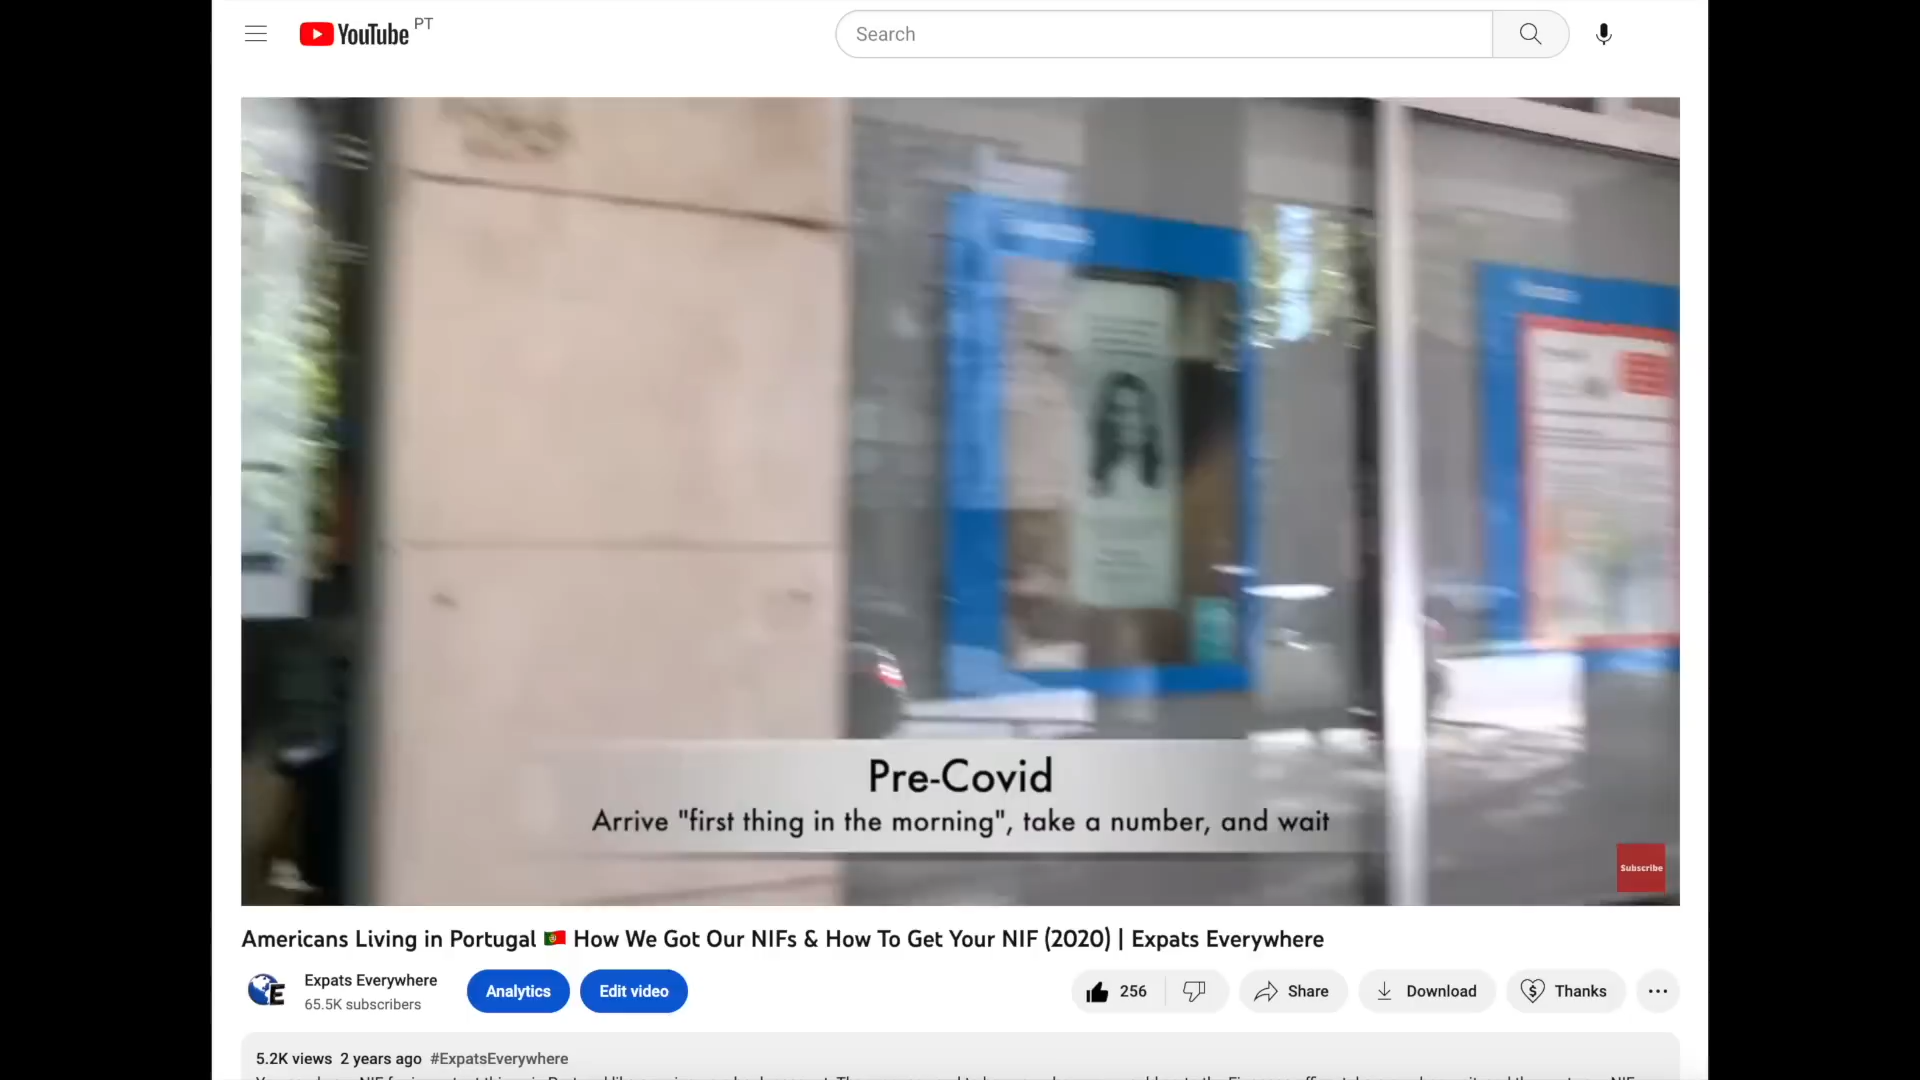 YouTube PT
Search
Pre-Covid
Arrive "first thing in the morning", take a number, and wait
Subscribe
Americans Living in Portugal 🇵🇹 How We Got Our NIFs & How To Get Your NIF (2020) | Expats Everywhere
Expats Everywhere
65.5K subscribers
Analytics
Edit video
256
Share
Download
Thanks
5.2K views 2 years ago #ExpatsEverywhere